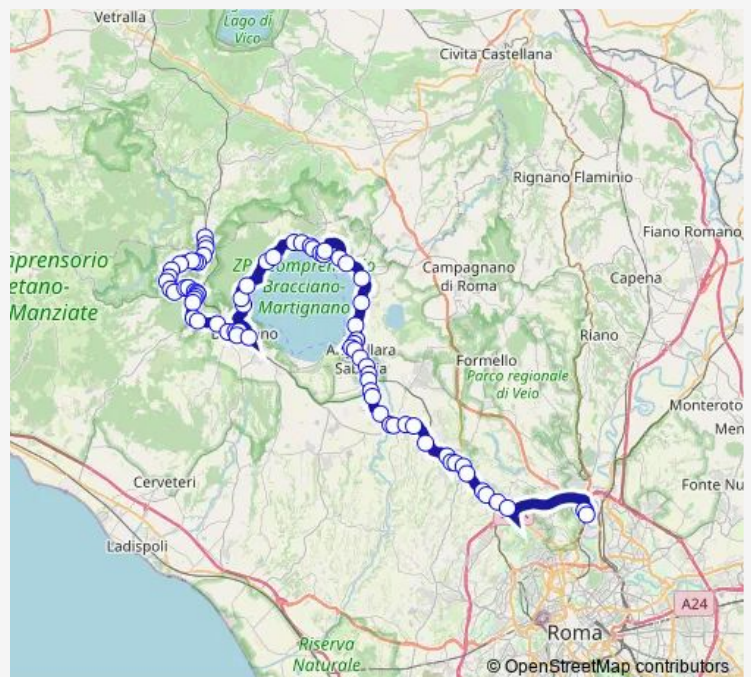 Vetralla
Lago di
Vico
Civita Castellana
Rignano Flaminio
Fiano Romano
mprensorio
etano-
Manziate
Bracciano-
Martignano
Campagnano
di Roma
Capena
Riano
Formello
Parco regionale
di Veio
Monteroto
Men
Cerveteri
Fonte Nu
Ladispoli
A24
Roma
Riserva
Naturale
© OpenStreetMap contributors